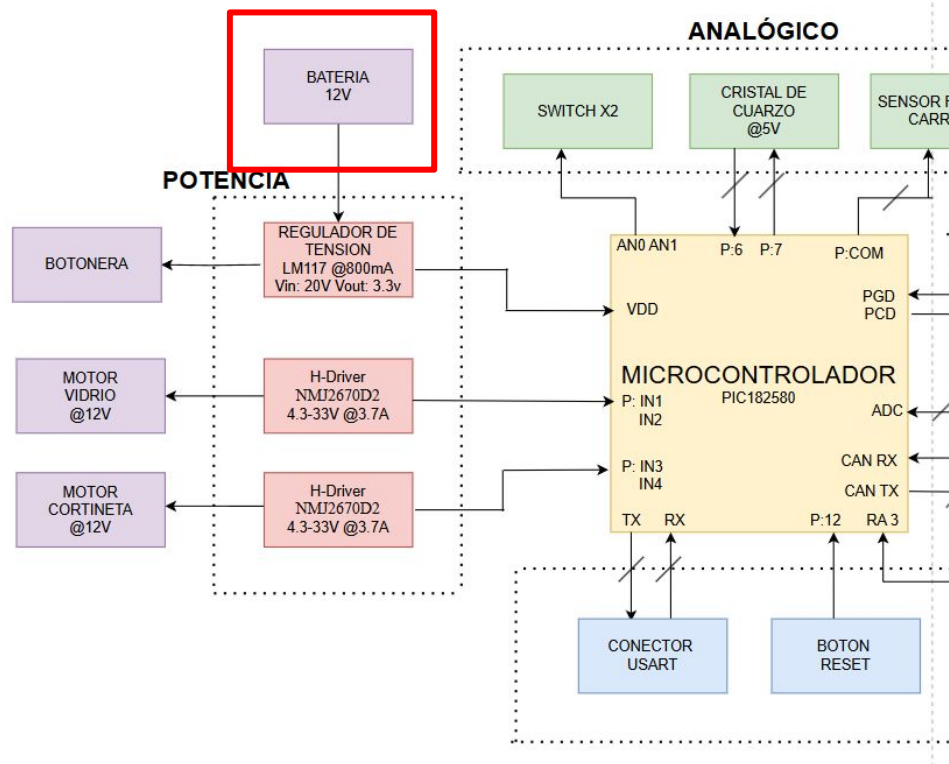 ANALÓGICO
BATERIA
12V
SWITCH X2
CRISTAL DE
CUARZO
@5V
SENSOR
CARR
POTENCIA
BOTONERA
REGULADOR DE
TENSION
LM117 @800mA
Vin: 20V Vout: 3.3v
AN0 AN1
P:6
P:7
P:COM
VDD
PGD
PCD
MOTOR
VIDRIO
@12V
H-Driver
NMJ2670D2
4.3-33V @3.7A
MICROCONTROLADOR
PIC182580
P: IN1
IN2
ADC
MOTOR
CORTINETA
@12V
H-Driver
NMJ2670D2
4.3-33V @3.7A
P: IN3
IN4
CAN RX
CAN TX
TX
RX
P:12
RA 3
CONECTOR
USART
BOTON
RESET